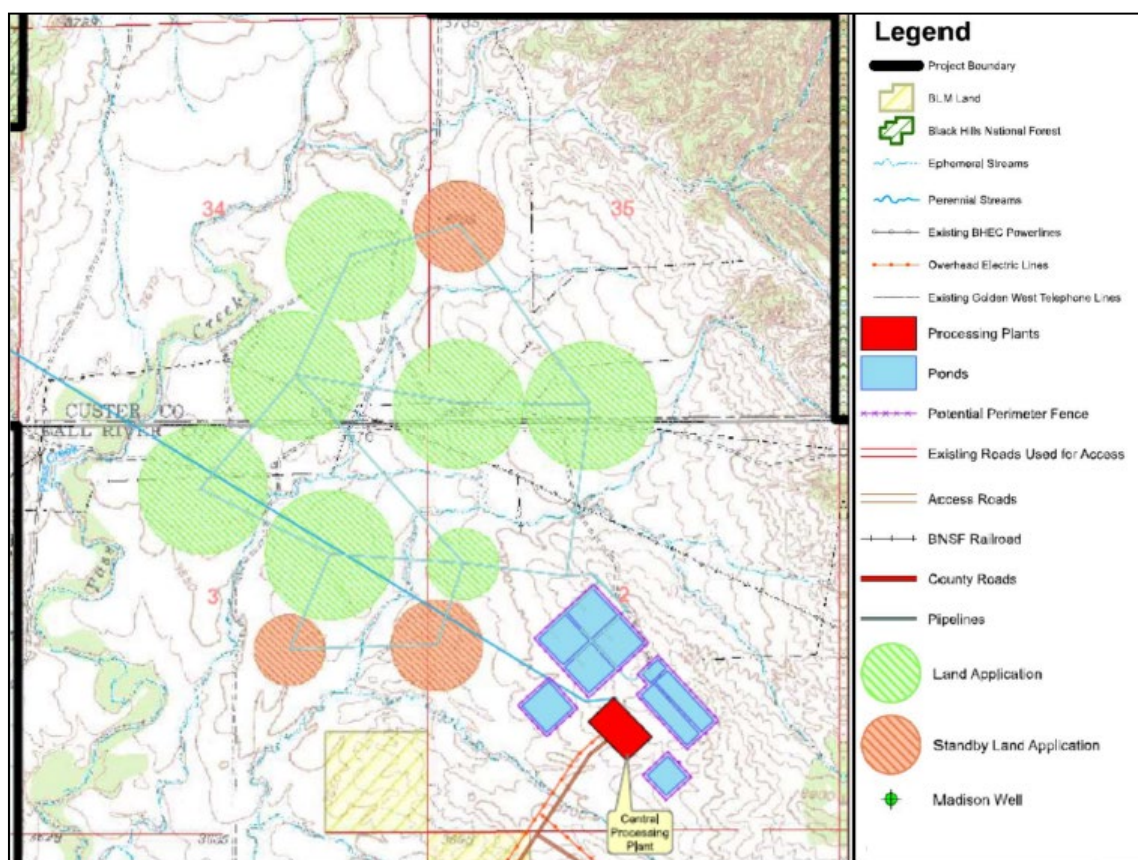 3735
34
35
Creek
CUSTER CO
Pass
3
2
Central
Processing
Plant
Legend
Project Boundary
BLM Land
Black Hills National Forest
Ephemeral Streams
Perennial Streams
Existing BHEC Powerlines
Overhead Electric Lines
Existing Golden West Telephone Lines
Processing Plants
Ponds
Potential Perimeter Fence
Existing Roads Used for Access
Access Roads
BNSF Railroad
County Roads
Pipelines
Land Application
Standby Land Application
Madison Well